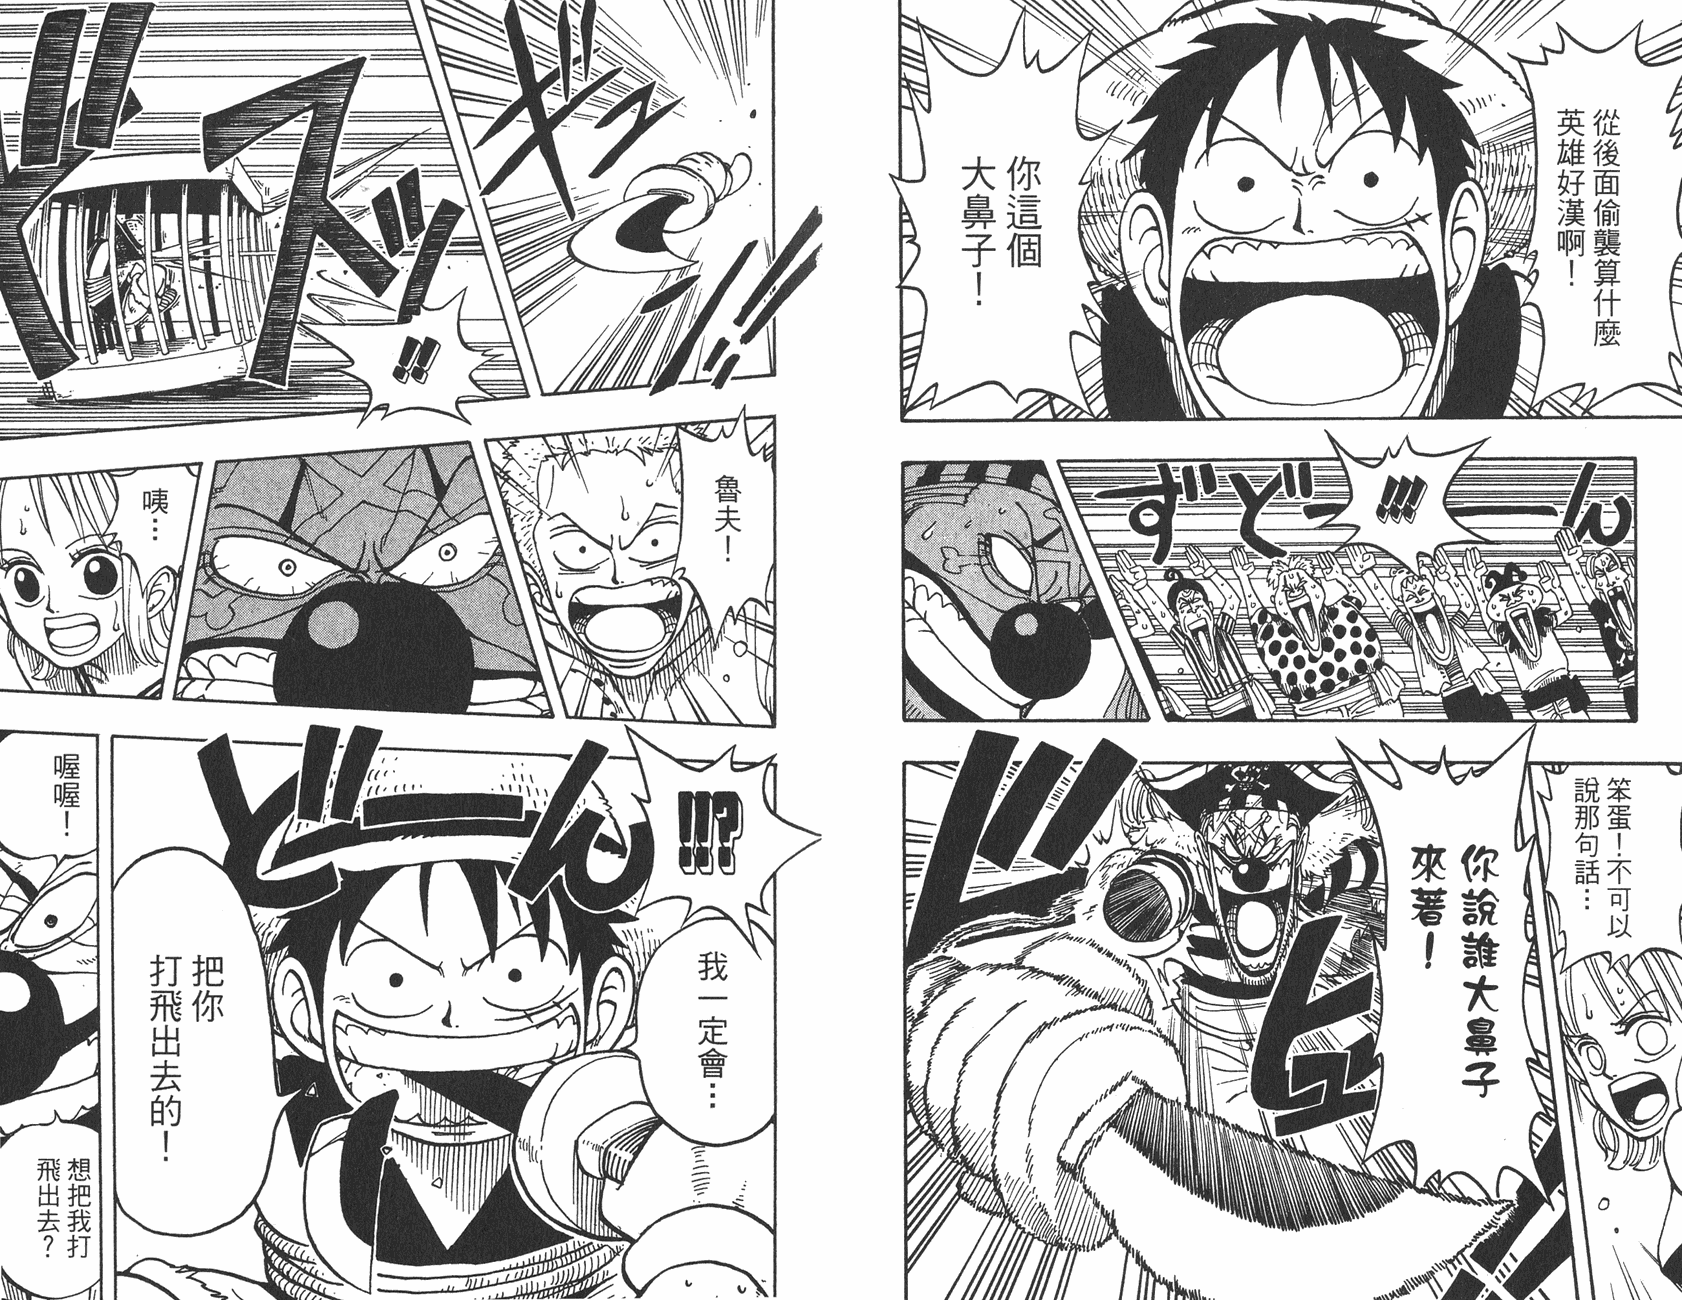 從後面偷襲算什麼
英雄好漢啊！
你這個
大鼻子！
ずどーーん
!!!
笨蛋！不可以
說那句話…
你說誰大鼻子
來著！
!!
魯夫！
咦…
!!!?
どーん
我一定會…
把你
打飛出去的！
喔喔！
想把我打
飛出去？